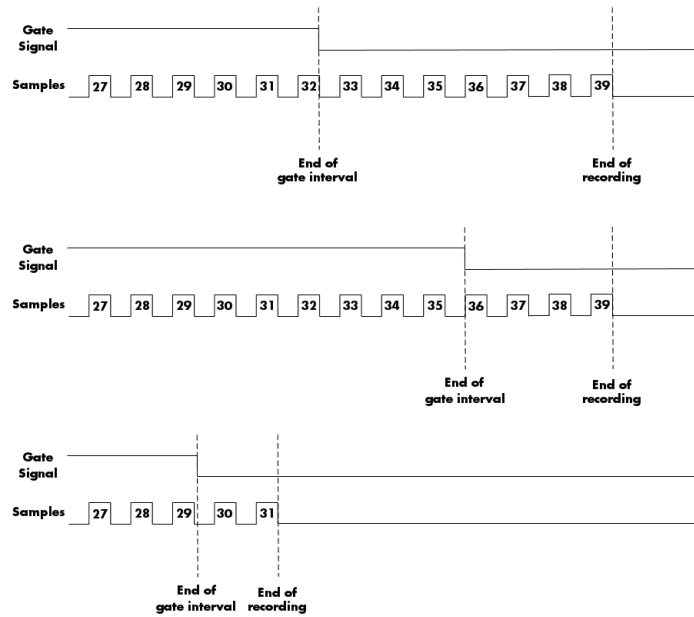 Gate
Signal
Samples 27 28 29 30 31 32 33 34 35 36 37 38 39
End of
gate interval
End of
recording
Gate
Signal
Samples 27 28 29 30 31 32 33 34 35 36 37 38 39
End of
gate interval
End of
recording
Gate
Signal
Samples 27 28 29 30 31
End of
gate interval
End of
recording